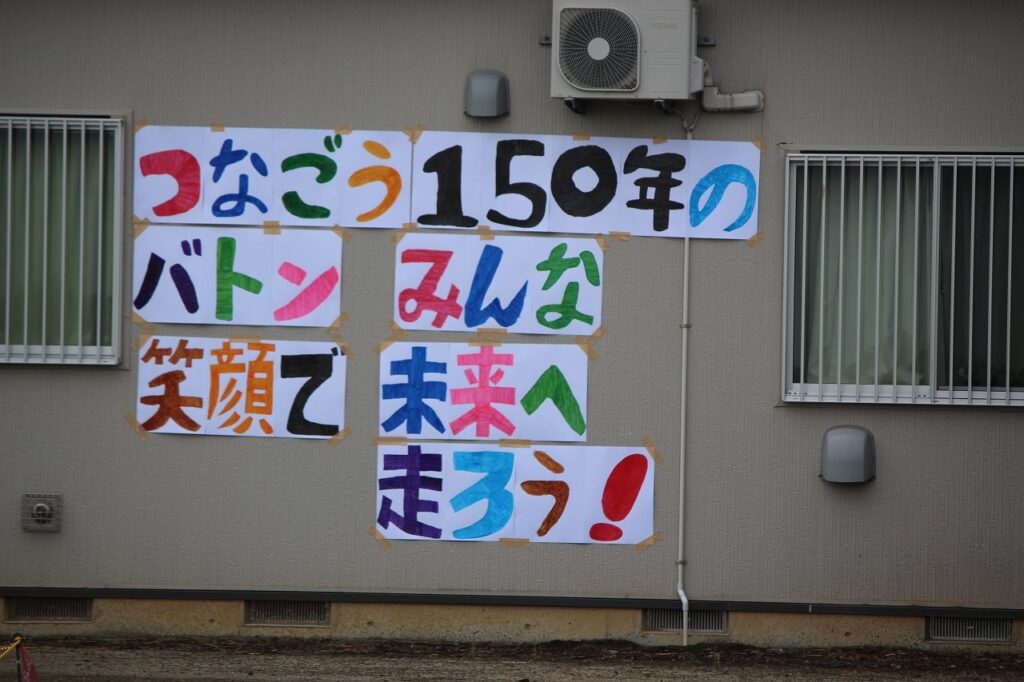 つなごう150年の
バトン みんな
笑顔で 未来へ
走ろう!